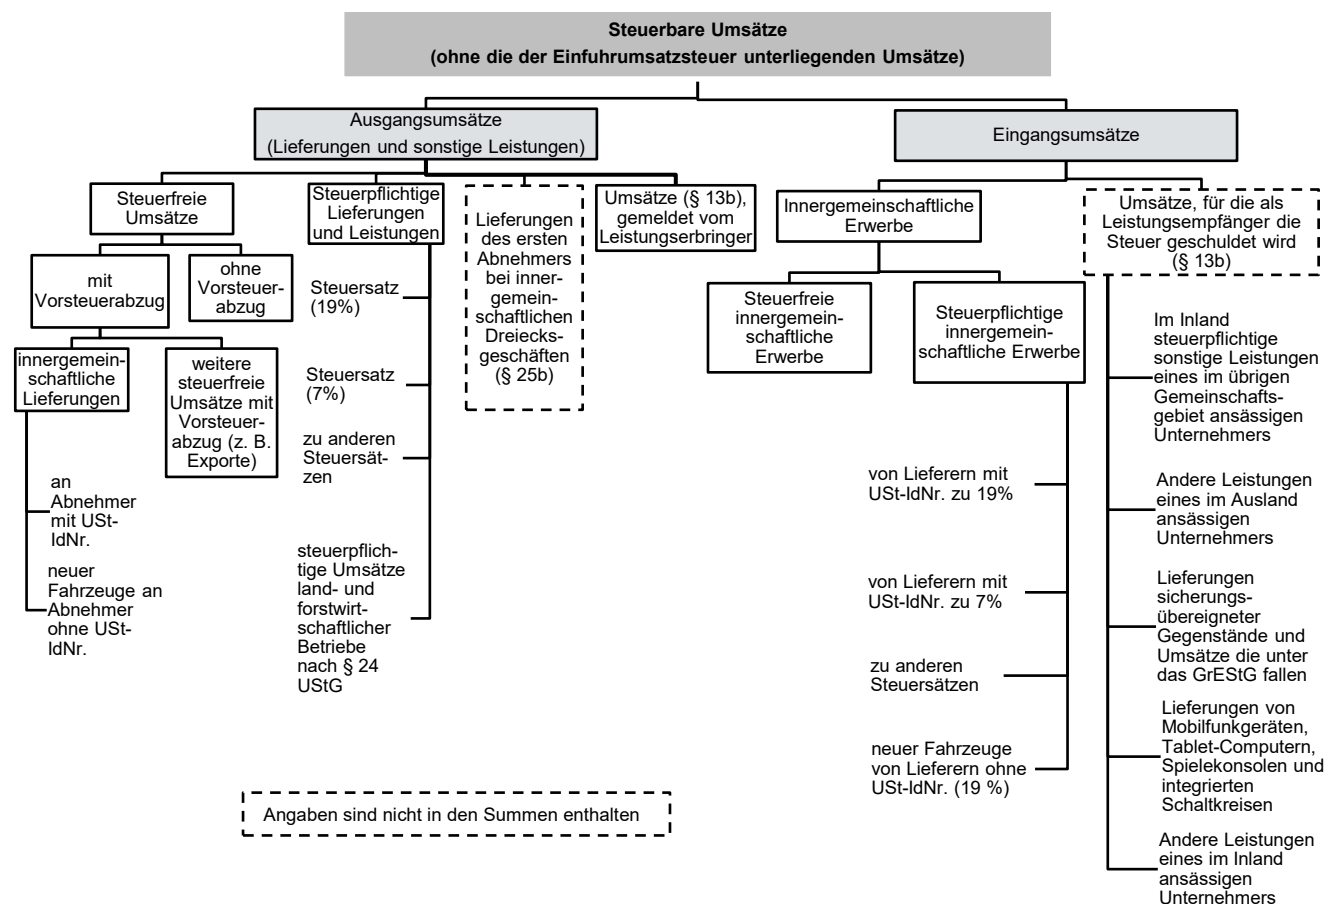 Steuerbare Umsätze
(ohne die der Einfuhrumsatzsteuer unterliegenden Umsätze)
Ausgangsumsätze
(Lieferungen und sonstige Leistungen)
Eingangsumsätze
Steuerfreie
Umsätze
Steuerpflichtige
Lieferungen
und Leistungen
Lieferungen
des ersten
Abnehmers
bei inner-
gemein-
schaftlichen
Dreiecks-
geschäften
(§ 25b)
Umsätze (§ 13b),
gemeldet vom
Leistungserbringer
Innergemeinschaftliche
Erwerbe
Umsätze, für die als
Leistungsempfänger die
Steuer geschuldet wird
(§ 13b)
mit
Vorsteuerabzug
ohne
Vorsteuer-
abzug
innergemein-
schaftliche
Lieferungen
weitere
steuerfreie
Umsätze mit
Vorsteuer-
abzug (z. B.
Exporte)
an
Abnehmer
mit USt-
IdNr.
neuer
Fahrzeuge an
Abnehmer
ohne USt-
IdNr.
Steuersatz
(19%)
Steuersatz
(7%)
zu anderen
Steuersät-
zen
steuerpflich-
tige Umsätze
land- und
forstwirt-
schaftlicher
Betriebe
nach § 24
UStG
Steuerfreie
innergemein-
schaftliche
Erwerbe
Steuerpflichtige
innergemein-
schaftliche Erwerbe
von Lieferern mit
USt-IdNr. zu 19%
von Lieferern mit
USt-IdNr. zu 7%
zu anderen
Steuersätzen
neuer Fahrzeuge
von Lieferern ohne
USt-IdNr. (19 %)
Im Inland
steuerpflichtige
sonstige Leistungen
eines im übrigen
Gemeinschafts-
gebiet ansässigen
Unternehmers
Andere Leistungen
eines im Ausland
ansässigen
Unternehmers
Lieferungen
sicherungs-
übereigneter
Gegenstände und
Umsätze die unter
das GrEStG fallen
Lieferungen von
Mobilfunkgeräten,
Tablet-Computern,
Spielekonsolen und
integrierten
Schaltkreisen
Andere Leistungen
eines im Inland
ansässigen
Unternehmers
Angaben sind nicht in den Summen enthalten